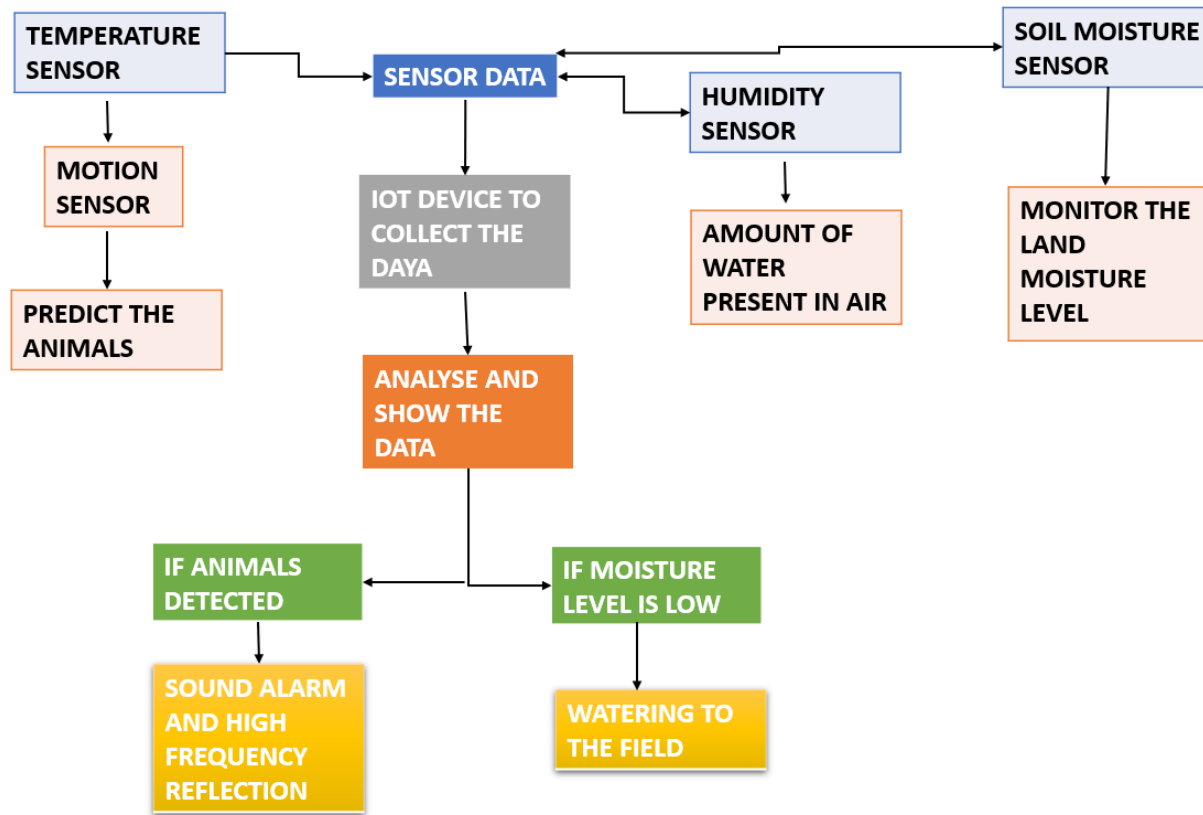 TEMPERATURE
SENSOR
SENSOR DATA
SOIL MOISTURE
SENSOR
HUMIDITY
SENSOR
MOTION
SENSOR
IOT DEVICE TO
COLLECT THE
DAYA
AMOUNT OF
WATER
PRESENT IN AIR
MONITOR THE
LAND
MOISTURE
LEVEL
PREDICT THE
ANIMALS
ANALYSE AND
SHOW THE
DATA
IF ANIMALS
DETECTED
IF MOISTURE
LEVEL IS LOW
SOUND ALARM
AND HIGH
FREQUENCY
REFLECTION
WATERING TO
THE FIELD